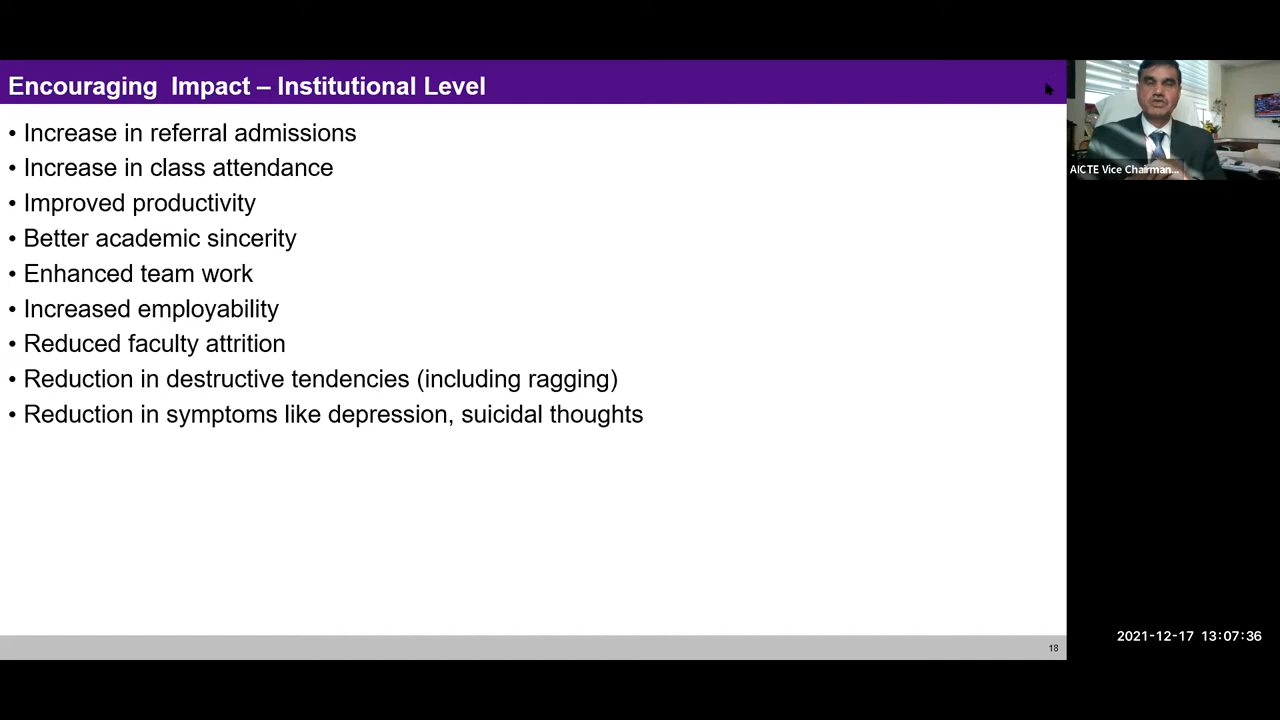 Encouraging  Impact – Institutional Level
• Increase in referral admissions
• Increase in class attendance
• Improved productivity
• Better academic sincerity
• Enhanced team work
• Increased employability
• Reduced faculty attrition
• Reduction in destructive tendencies (including ragging)
• Reduction in symptoms like depression, suicidal thoughts
18
AICTE Vice Chairman...
2021-12-17 13:07:36